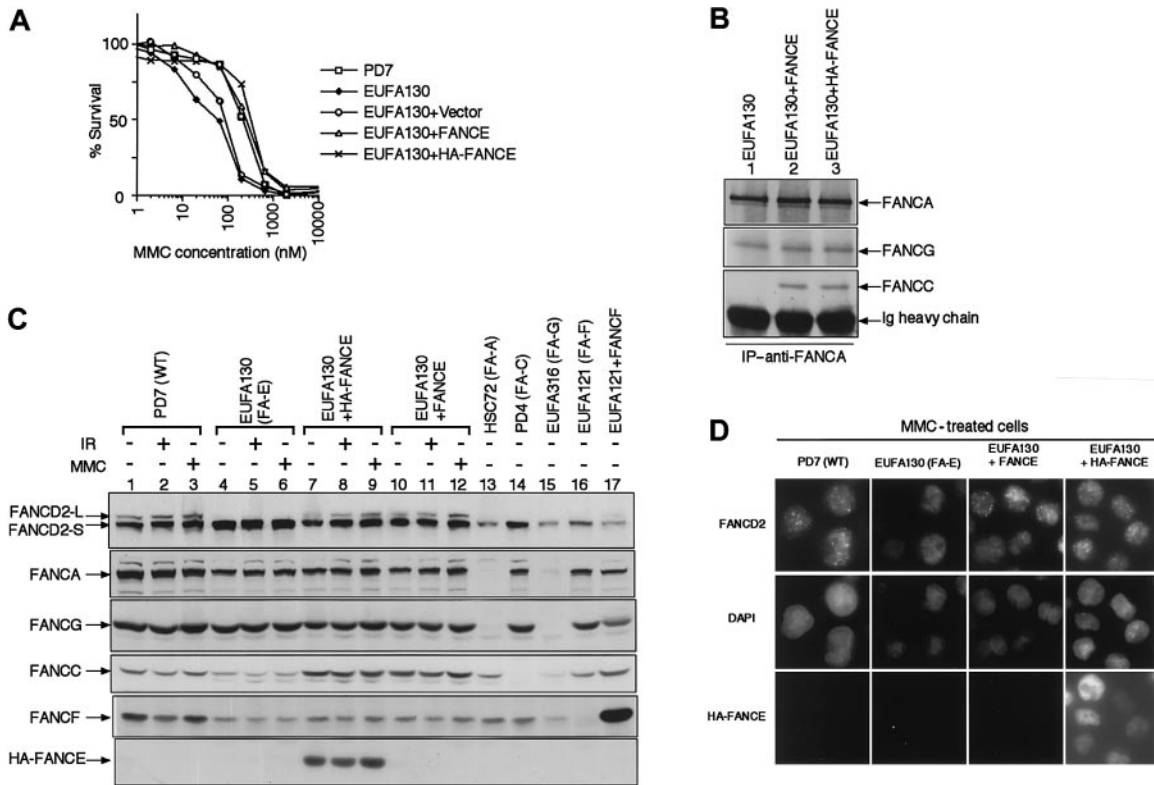 A
% Survival
100
50
0
1
10
100
1000
10000
MMC concentration (nM)
PD7
EUFA130
EUFA130+Vector
EUFA130+FANCE
EUFA130+HA-FANCE
B
EUFA130
EUFA130+FANCE
EUFA130+HA-FANCE
1 2 3
FANCA
FANCG
FANCC
Ig heavy chain
IP-anti-FANCA
C
PD7 (WT)
EUFA130
(FA-E)
EUFA130
+HA-FANCE
EUFA130
+FANCE
HSC72 (FA-A)
PD4 (FA-C)
EUFA316 (FA-G)
EUFA121 (FA-F)
EUFA121+FANCF
IR - + - - + - - + - - + - - - - - -
MMC - - + - - + - - + - - + - - - - -
1 2 3 4 5 6 7 8 9 10 11 12 13 14 15 16 17
FANCD2-L
FANCD2-S
FANCA
FANCG
FANCC
FANCF
HA-FANCE
D
MMC - treated cells
PD7 (WT)
EUFA130 (FA-E)
EUFA130
+ FANCE
EUFA130
+ HA-FANCE
FANCD2
DAPI
HA-FANCE